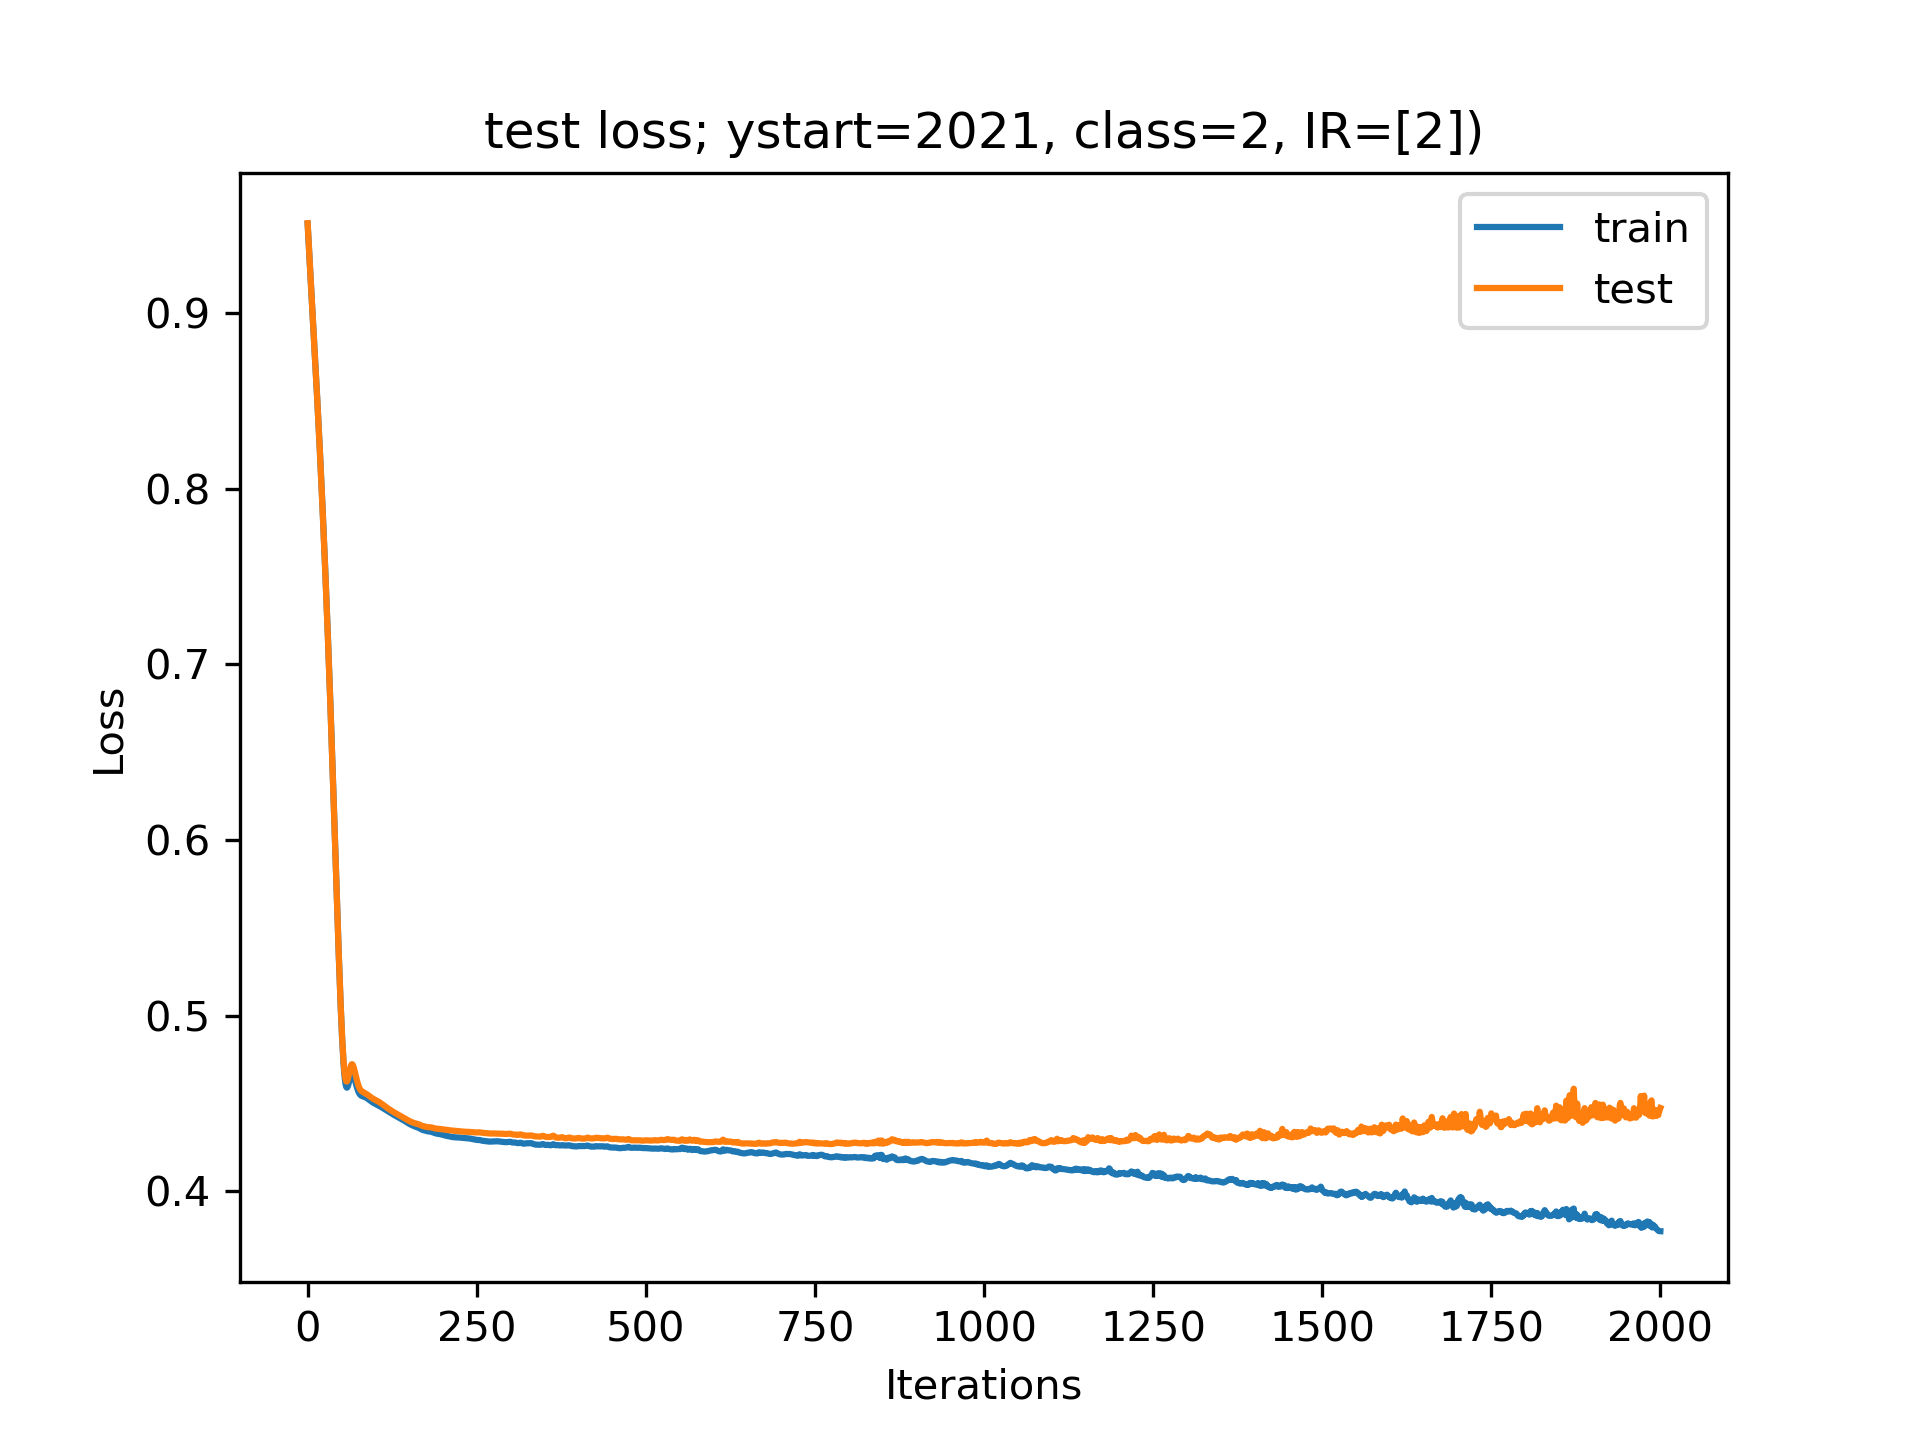 test loss; ystart=2021, class=2, IR=[2])
train
test
0.9
0.8
0.7
0.6
0.5
0.4
Loss
0 250 500 750 1000 1250 1500 1750 2000
Iterations